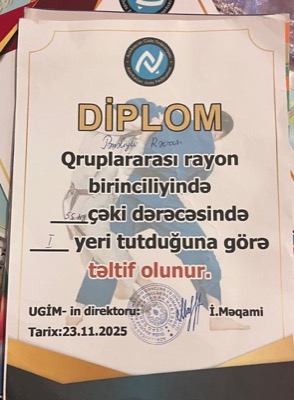 DİPLOM
Qruplararası rayon
birinciliyində
55 kg çəki dərəcəsində
I yeri tutduğuna görə
təltif olunur.
UGİM- in direktoru: İ.Məqami
Tarix:23.11.2025